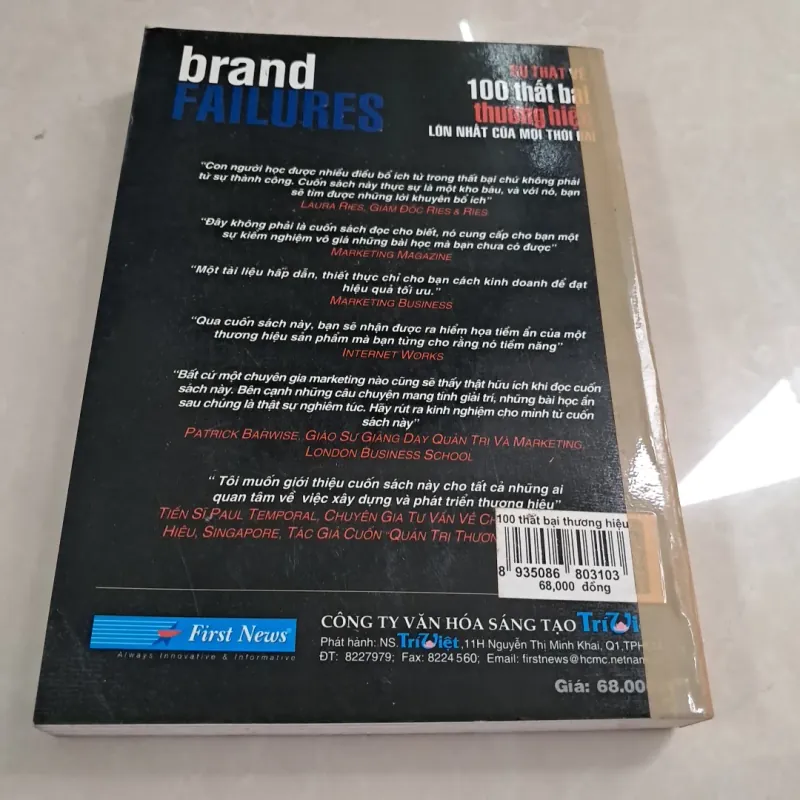 brand
FAILURES
SỰ THẬT VỀ
100 thất bại
thương hiệu
LỚN NHẤT CỦA MỌI THỜI ĐẠI
"Con người học được nhiều điều bổ ích từ trong thất bại chứ không phải
từ sự thành công. Cuốn sách này thực sự là một kho báu, và với nó, bạn
sẽ tìm được những lời khuyên bổ ích"
LAURA RIES, GIÁM ĐỐC RIES & RIES
"Đây không phải là cuốn sách đọc cho biết, nó cung cấp cho bạn một
sự kiểm nghiệm vô giá những bài học mà bạn chưa có được"
MARKETING MAGAZINE
"Một tài liệu hấp dẫn, thiết thực chỉ cho bạn cách kinh doanh để đạt
hiệu quả tối ưu."
MARKETING BUSINESS
"Qua cuốn sách này, bạn sẽ nhận được ra hiểm họa tiềm ẩn của một
thương hiệu sản phẩm mà bạn từng cho rằng nó tiềm năng"
INTERNET WORKS
"Bất cứ một chuyên gia marketing nào cũng sẽ thấy thật hữu ích khi đọc cuốn
sách này. Bên cạnh những câu chuyện mang tính giải trí, những bài học ẩn
sau chúng là thật sự nghiêm túc. Hãy rút ra kinh nghiệm cho mình từ cuốn
sách này"
PATRICK BARWISE, GIÁO SƯ GIẢNG DẠY QUẢN TRỊ VÀ MARKETING,
LONDON BUSINESS SCHOOL
" Tôi muốn giới thiệu cuốn sách này cho tất cả những ai
quan tâm về việc xây dựng và phát triển thương hiệu"
TIẾN SĨ PAUL TEMPORAL, CHUYÊN GIA TƯ VẤN VỀ
HIỆU, SINGAPORE, TÁC GIẢ CUỐN "QUẢN TRỊ
100 thất bại thương hiệu
8 935086 803103
68,000 đồng
First News
Always Innovative & Informative
CÔNG TY VĂN HÓA SÁNG TẠO Trí Việt
Phát hành: NS. Trí Việt, 11H Nguyễn Thị Minh Khai, Q1,
ĐT: 8227979; Fax: 8224560; Email: firstnews@hcmc.netnam
Giá: 68.00